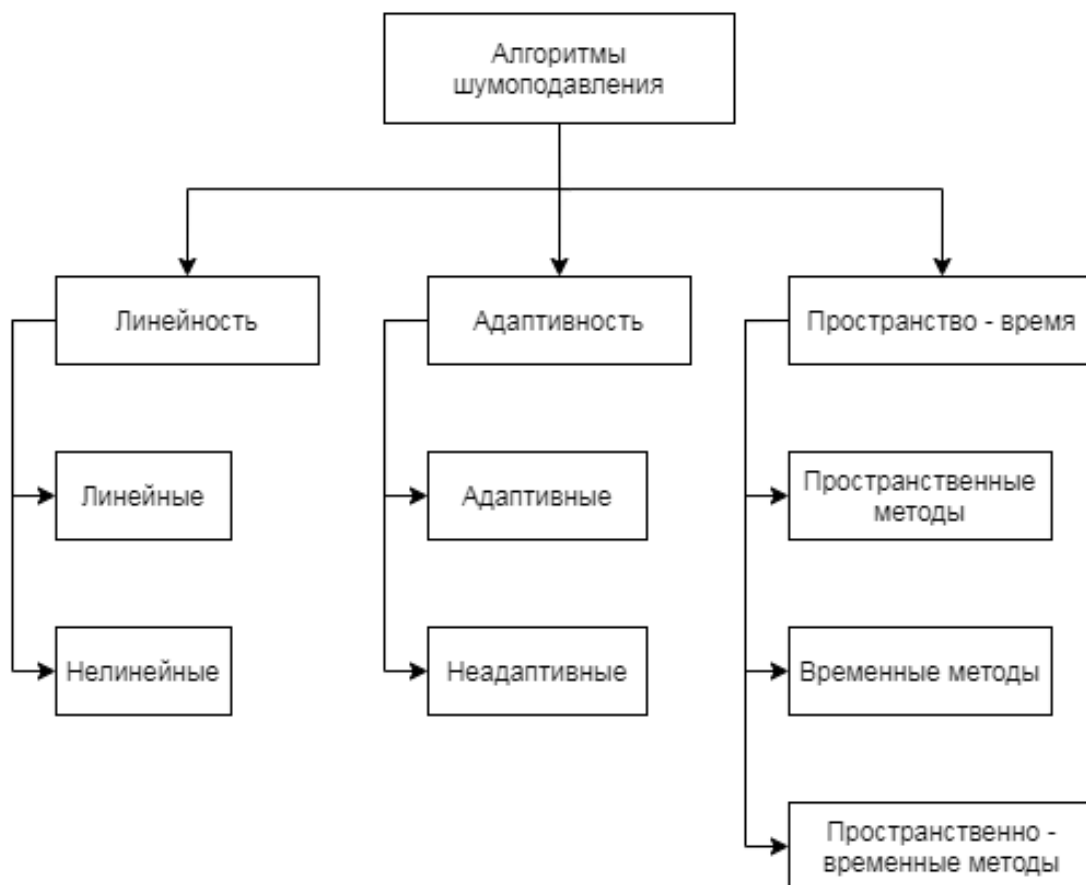 Алгоритмы
шумоподавления
Линейность
Адаптивность
Пространство - время
Линейные
Адаптивные
Пространственные
методы
Нелинейные
Неадаптивные
Временные методы
Пространственно -
временные методы